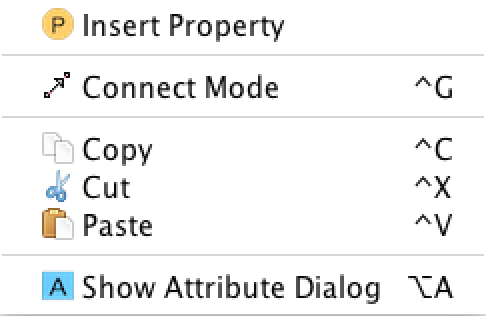 P Insert Property
Connect Mode ^G
Copy ^C
Cut ^X
Paste ^V
A Show Attribute Dialog ⌥A